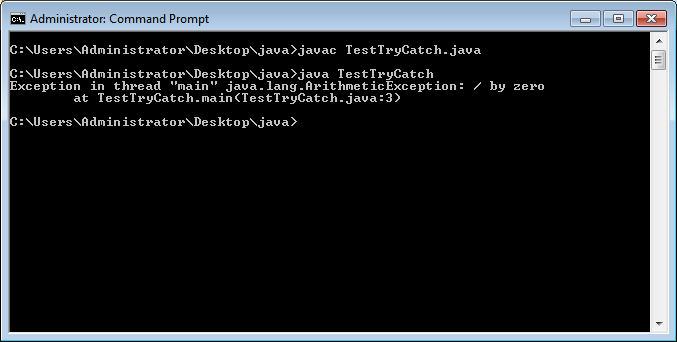 Administrator: Command Prompt
C:\Users\Administrator\Desktop\java>javac TestTryCatch.java
C:\Users\Administrator\Desktop\java>java TestTryCatch
Exception in thread "main" java.lang.ArithmeticException: / by zero
        at TestTryCatch.main(TestTryCatch.java:3)
C:\Users\Administrator\Desktop\java>